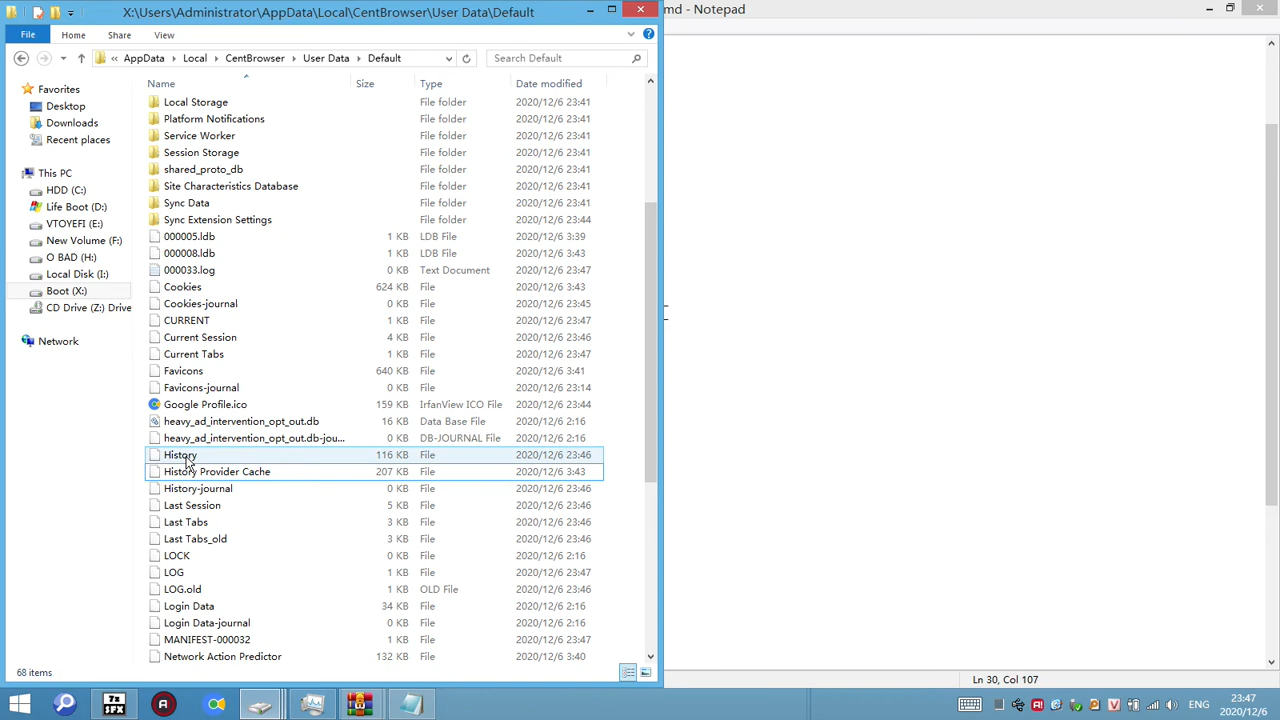 X:\Users\Administrator\AppData\Local\CentBrowser\User Data\Default
md - Notepad
File
Home
Share
View
«
AppData
Local
CentBrowser
User Data
Default
Search Default
Name
Size
Type
Date modified
Favorites
Desktop
Downloads
Recent places
This PC
HDD (C:)
Life Boot (D:)
VTOYEFI (E:)
New Volume (F:)
O BAD (H:)
Local Disk (I:)
Boot (X:)
CD Drive (Z:) Drive
Network
Local Storage File folder 2020/12/6 23:41
Platform Notifications File folder 2020/12/6 23:41
Service Worker File folder 2020/12/6 23:41
Session Storage File folder 2020/12/6 23:41
shared_proto_db File folder 2020/12/6 23:41
Site Characteristics Database File folder 2020/12/6 23:41
Sync Data File folder 2020/12/6 23:41
Sync Extension Settings File folder 2020/12/6 23:44
000005.ldb 1 KB LDB File 2020/12/6 3:39
000008.ldb 1 KB LDB File 2020/12/6 3:43
000033.log 0 KB Text Document 2020/12/6 23:47
Cookies 624 KB File 2020/12/6 3:43
Cookies-journal 0 KB File 2020/12/6 23:45
CURRENT 1 KB File 2020/12/6 23:47
Current Session 4 KB File 2020/12/6 23:46
Current Tabs 1 KB File 2020/12/6 23:47
Favicons 640 KB File 2020/12/6 3:41
Favicons-journal 0 KB File 2020/12/6 23:14
Google Profile.ico 159 KB IrfanView ICO File 2020/12/6 23:44
heavy_ad_intervention_opt_out.db 16 KB Data Base File 2020/12/6 2:16
heavy_ad_intervention_opt_out.db-jou... 0 KB DB-JOURNAL File 2020/12/6 2:16
History 116 KB File 2020/12/6 23:46
History Provider Cache 207 KB File 2020/12/6 3:43
History-journal 0 KB File 2020/12/6 23:46
Last Session 5 KB File 2020/12/6 23:46
Last Tabs 3 KB File 2020/12/6 23:46
Last Tabs_old 3 KB File 2020/12/6 23:46
LOCK 0 KB File 2020/12/6 2:16
LOG 1 KB File 2020/12/6 23:47
LOG.old 1 KB OLD File 2020/12/6 23:46
Login Data 34 KB File 2020/12/6 2:16
Login Data-journal 0 KB File 2020/12/6 2:16
MANIFEST-000032 1 KB File 2020/12/6 23:47
Network Action Predictor 132 KB File 2020/12/6 3:40
68 items
Ln 30, Col 107
7z
SFX
ENG
23:47
2020/12/6